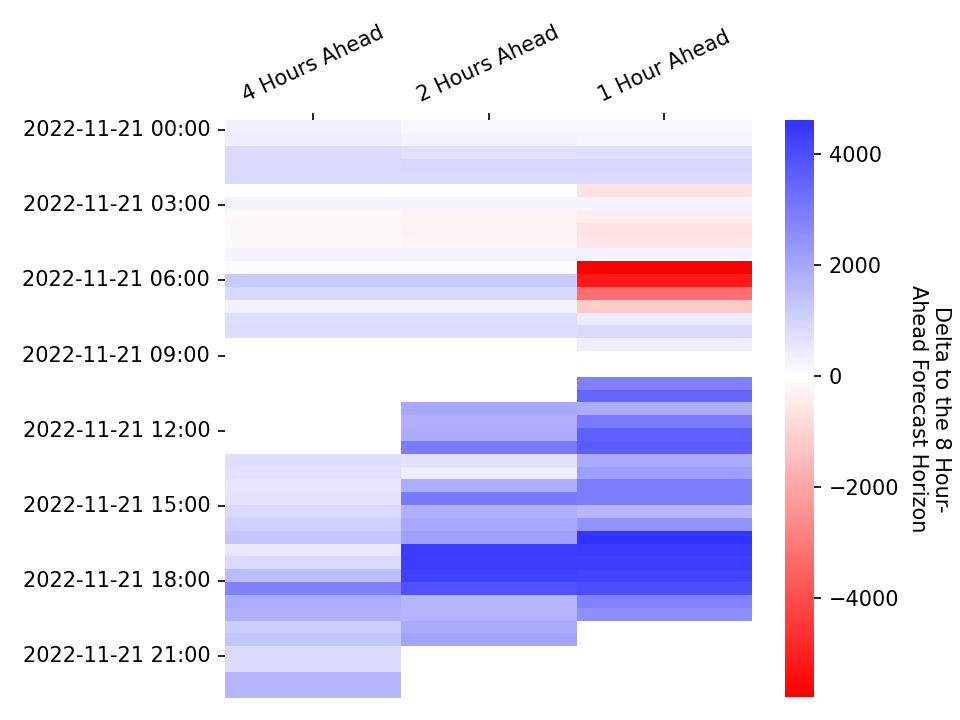 4 Hours Ahead
2 Hours Ahead
1 Hour Ahead
2022-11-21 00:00
2022-11-21 03:00
2022-11-21 06:00
2022-11-21 09:00
2022-11-21 12:00
2022-11-21 15:00
2022-11-21 18:00
2022-11-21 21:00
4000
2000
0
−2000
−4000
Delta to the 8 Hour-
Ahead Forecast Horizon